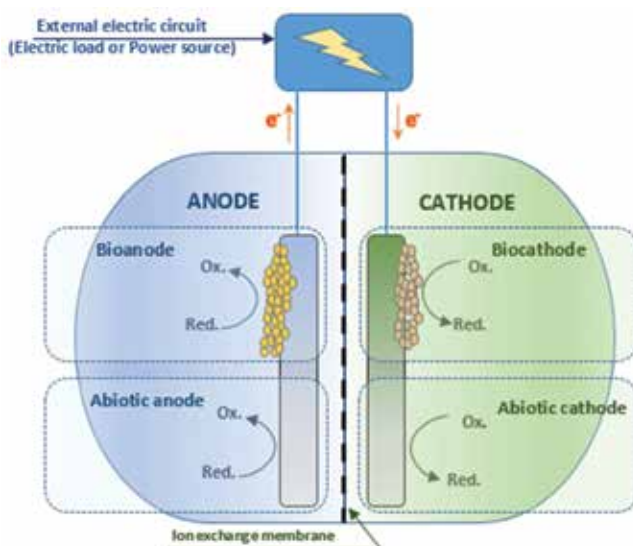 External electric circuit
(Electric load or Power source)
e⁻
e⁻
ANODE
CATHODE
Bioanode
Biocathode
Ox.
Ox.
Red.
Red.
Abiotic anode
Abiotic cathode
Ox.
Ox.
Red.
Red.
Ion exchange membrane